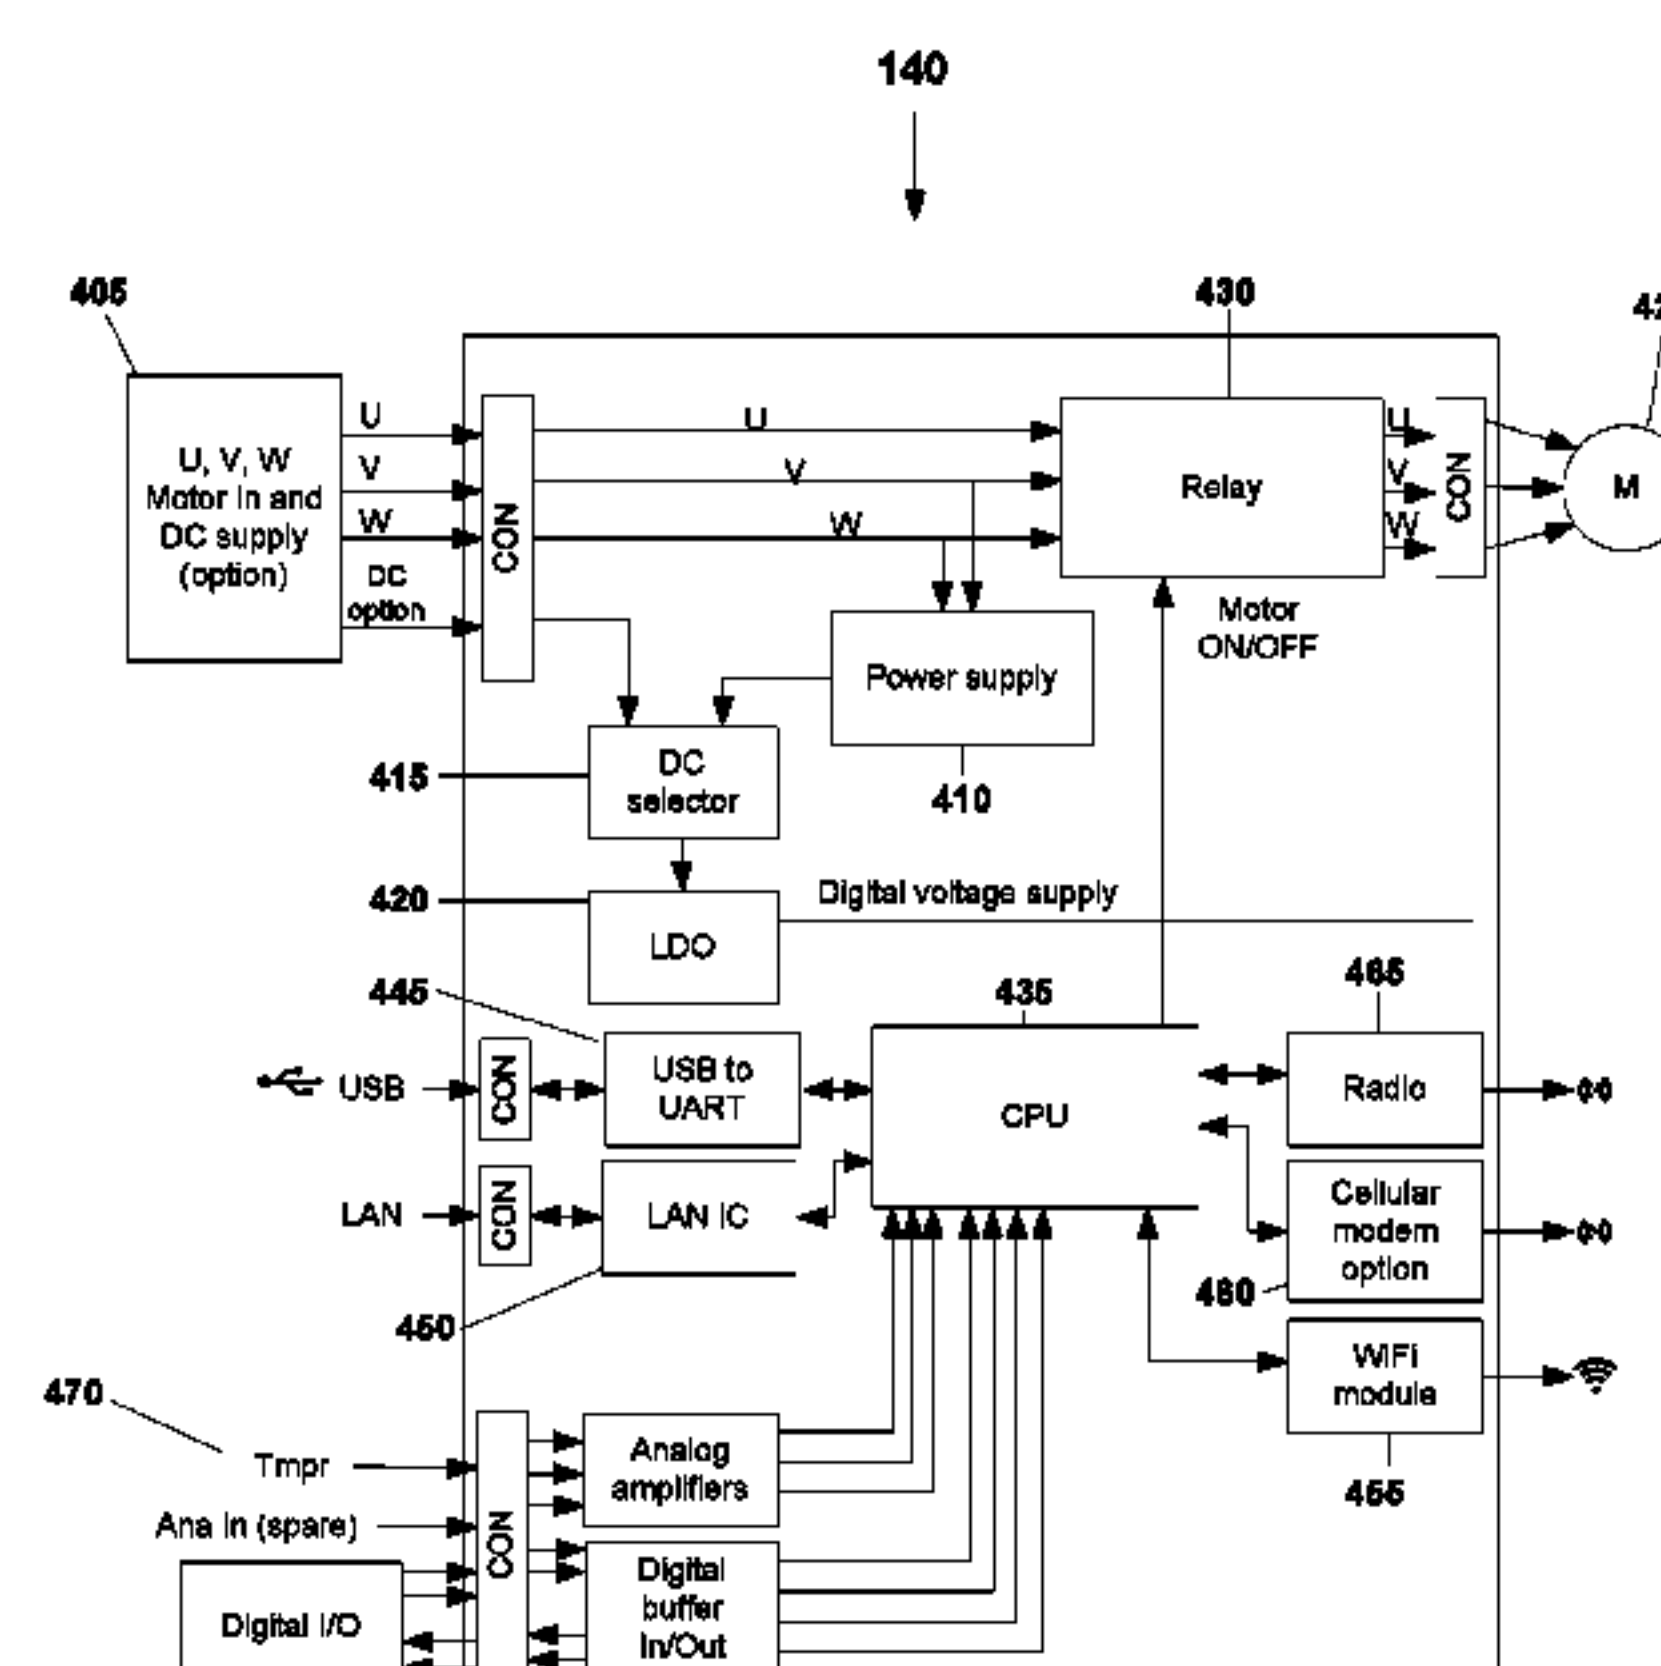 140
405
430
U
U
U
U, V, W
Motor in and
DC supply
(option)
V
V
V
W
W
W
DC
option
CON
Relay
CON
M
Motor
ON/OFF
Power supply
410
415
DC
selector
420
LDO
Digital voltage supply
445
435
465
USB
CON
USB to
UART
CPU
Radio
LAN
CON
LAN IC
Cellular
modem
option
460
450
WiFi
module
455
470
Tmpr
Ana In (spare)
CON
Analog
amplifiers
Digital I/O
Digital
buffer
In/Out